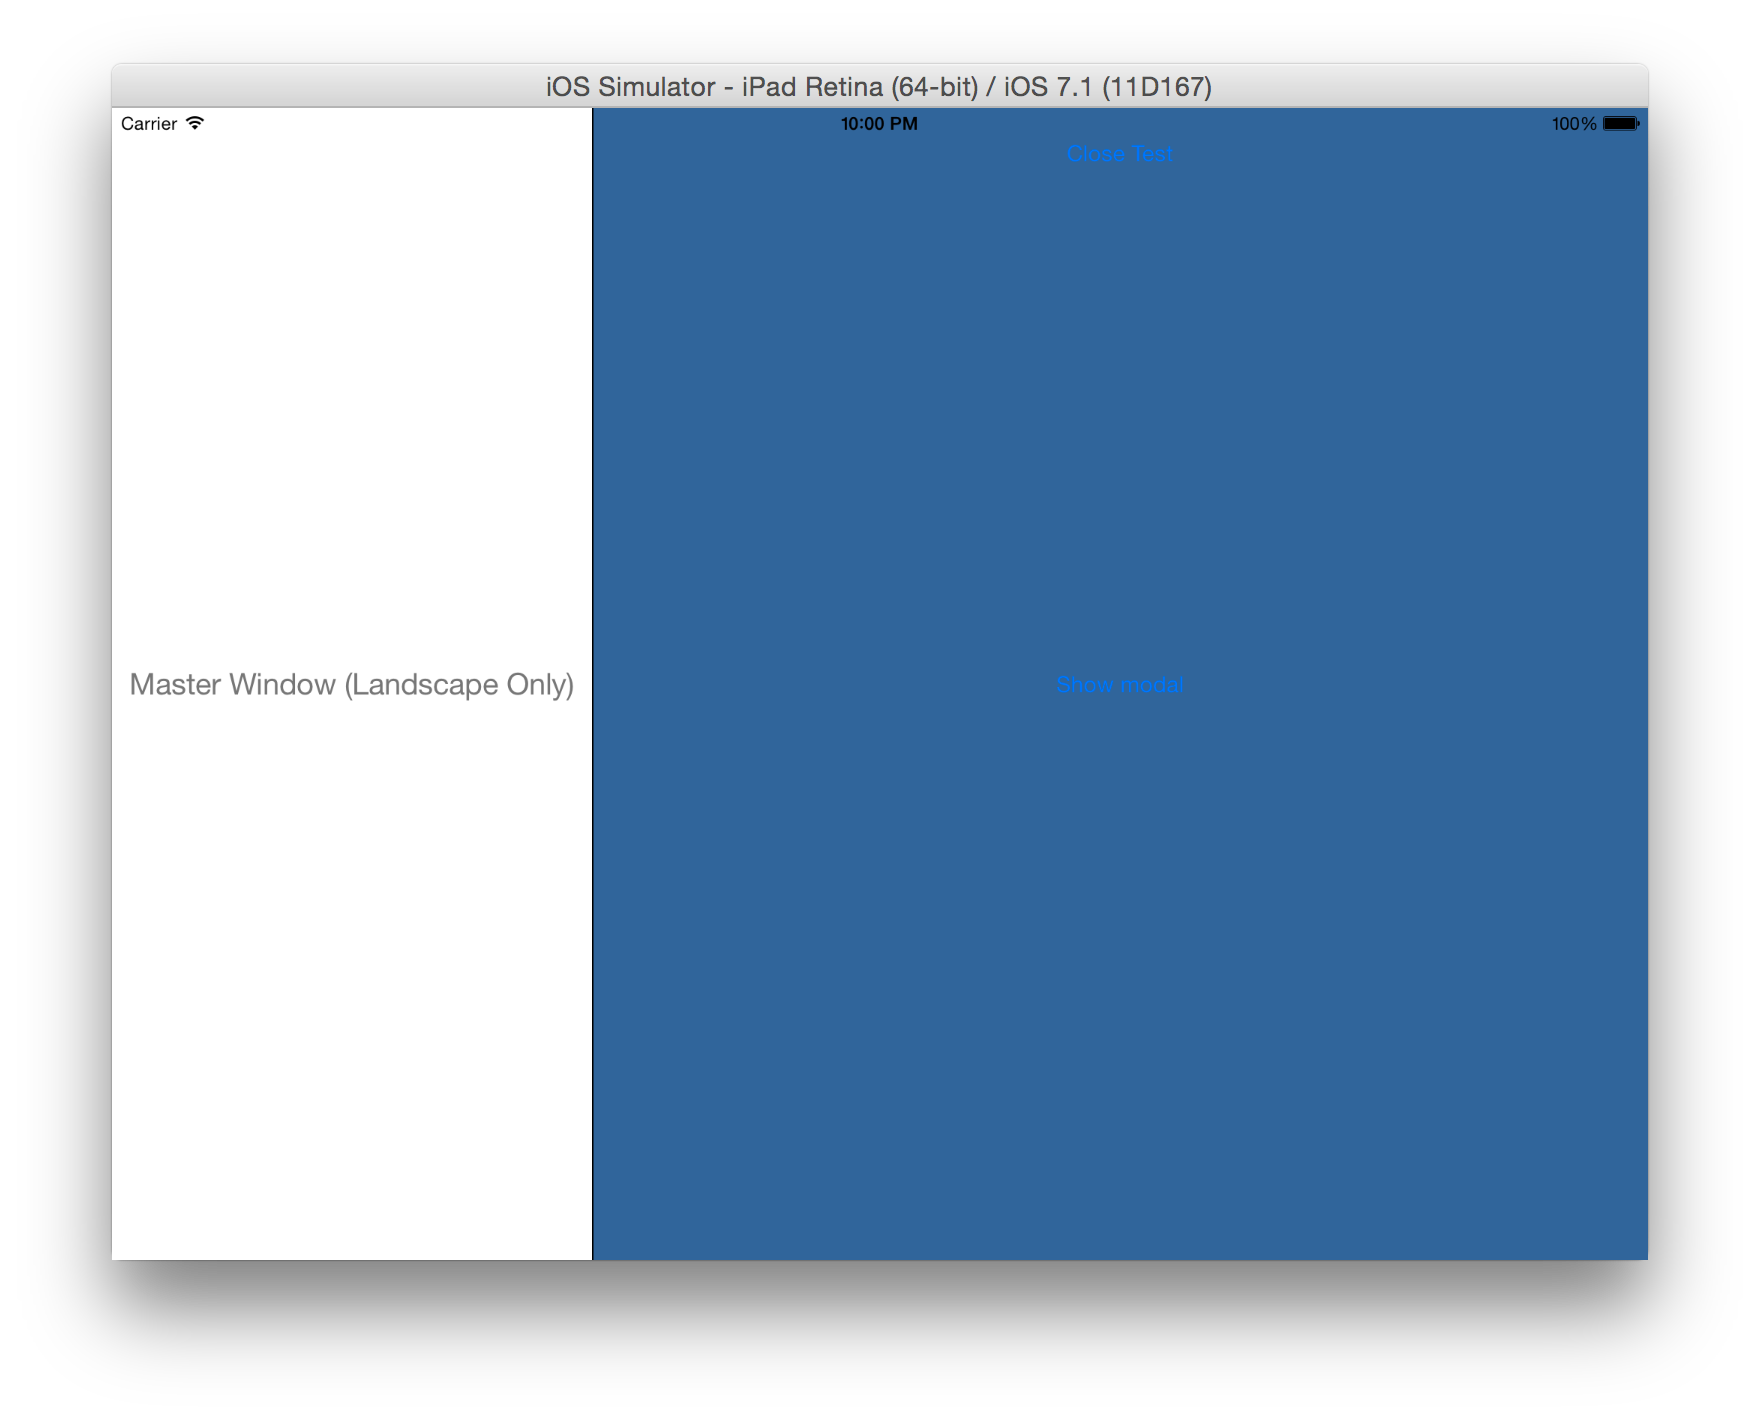 iOS Simulator - iPad Retina (64-bit) / iOS 7.1 (11D167)
Carrier 10:00 PM 100%
Close Test
Master Window (Landscape Only)
Show modal